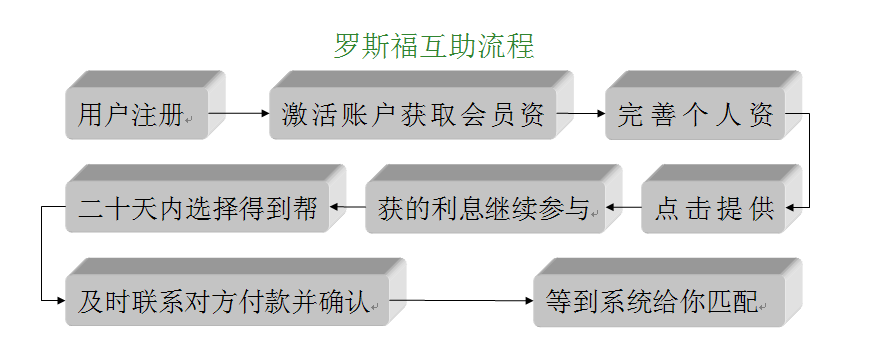 罗斯福互助流程
用户注册
激活账户获取会员资
完善个人资
点击提供
获的利息继续参与
二十天内选择得到帮
及时联系对方付款并确认
等到系统给你匹配